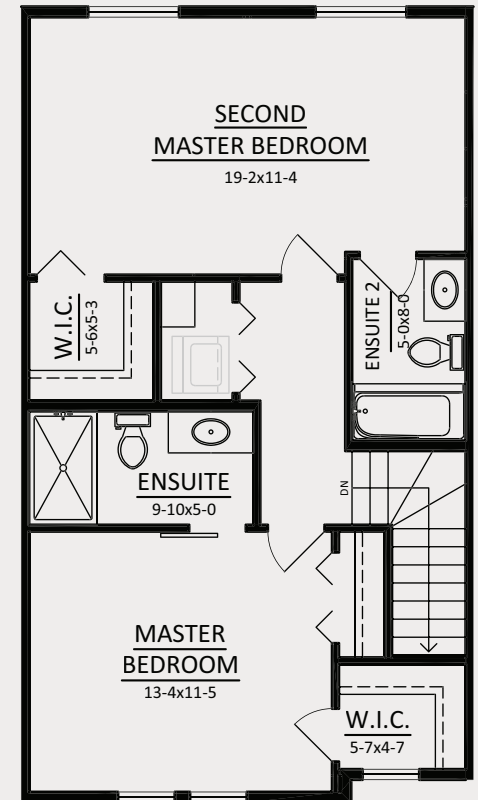 SECOND
MASTER BEDROOM
19-2x11-4
W.I.C.
5-6x5-3
ENSUITE 2
5-0x8-0
ENSUITE
9-10x5-0
DN
MASTER
BEDROOM
13-4x11-5
W.I.C.
5-7x4-7